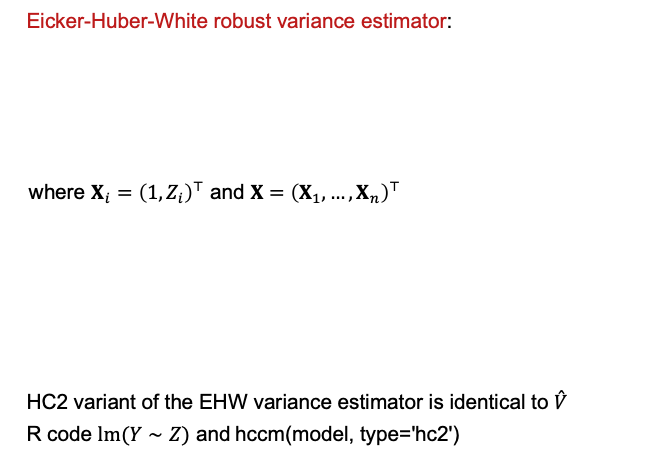 Eicker-Huber-White robust variance estimator:
where 𝐗ᵢ = (1, 𝑍ᵢ)ᵀ and 𝐗 = (𝐗₁, …, 𝐗ₙ)ᵀ
HC2 variant of the EHW variance estimator is identical to V̂
R code lm(Y ~ Z) and hccm(model, type='hc2')